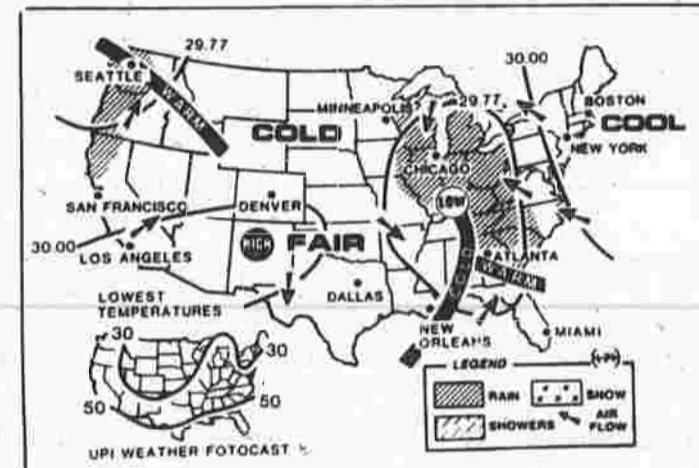 29.77
30.00
SEATTLE
WARM
MINNEAPOLIS
29.77
BOSTON
COLD
COOL
NEW YORK
CHICAGO
LOW
SAN FRANCISCO
DENVER
30.00
HIGH
FAIR
LOS ANGELES
ATLANTA
WARM
COLD
LOWEST
TEMPERATURES
DALLAS
NEW
ORLEANS
MIAMI
30
30
50
50
LEGEND
RAIN
SNOW
SHOWERS
AIR
FLOW
UPI WEATHER FOTOCAST